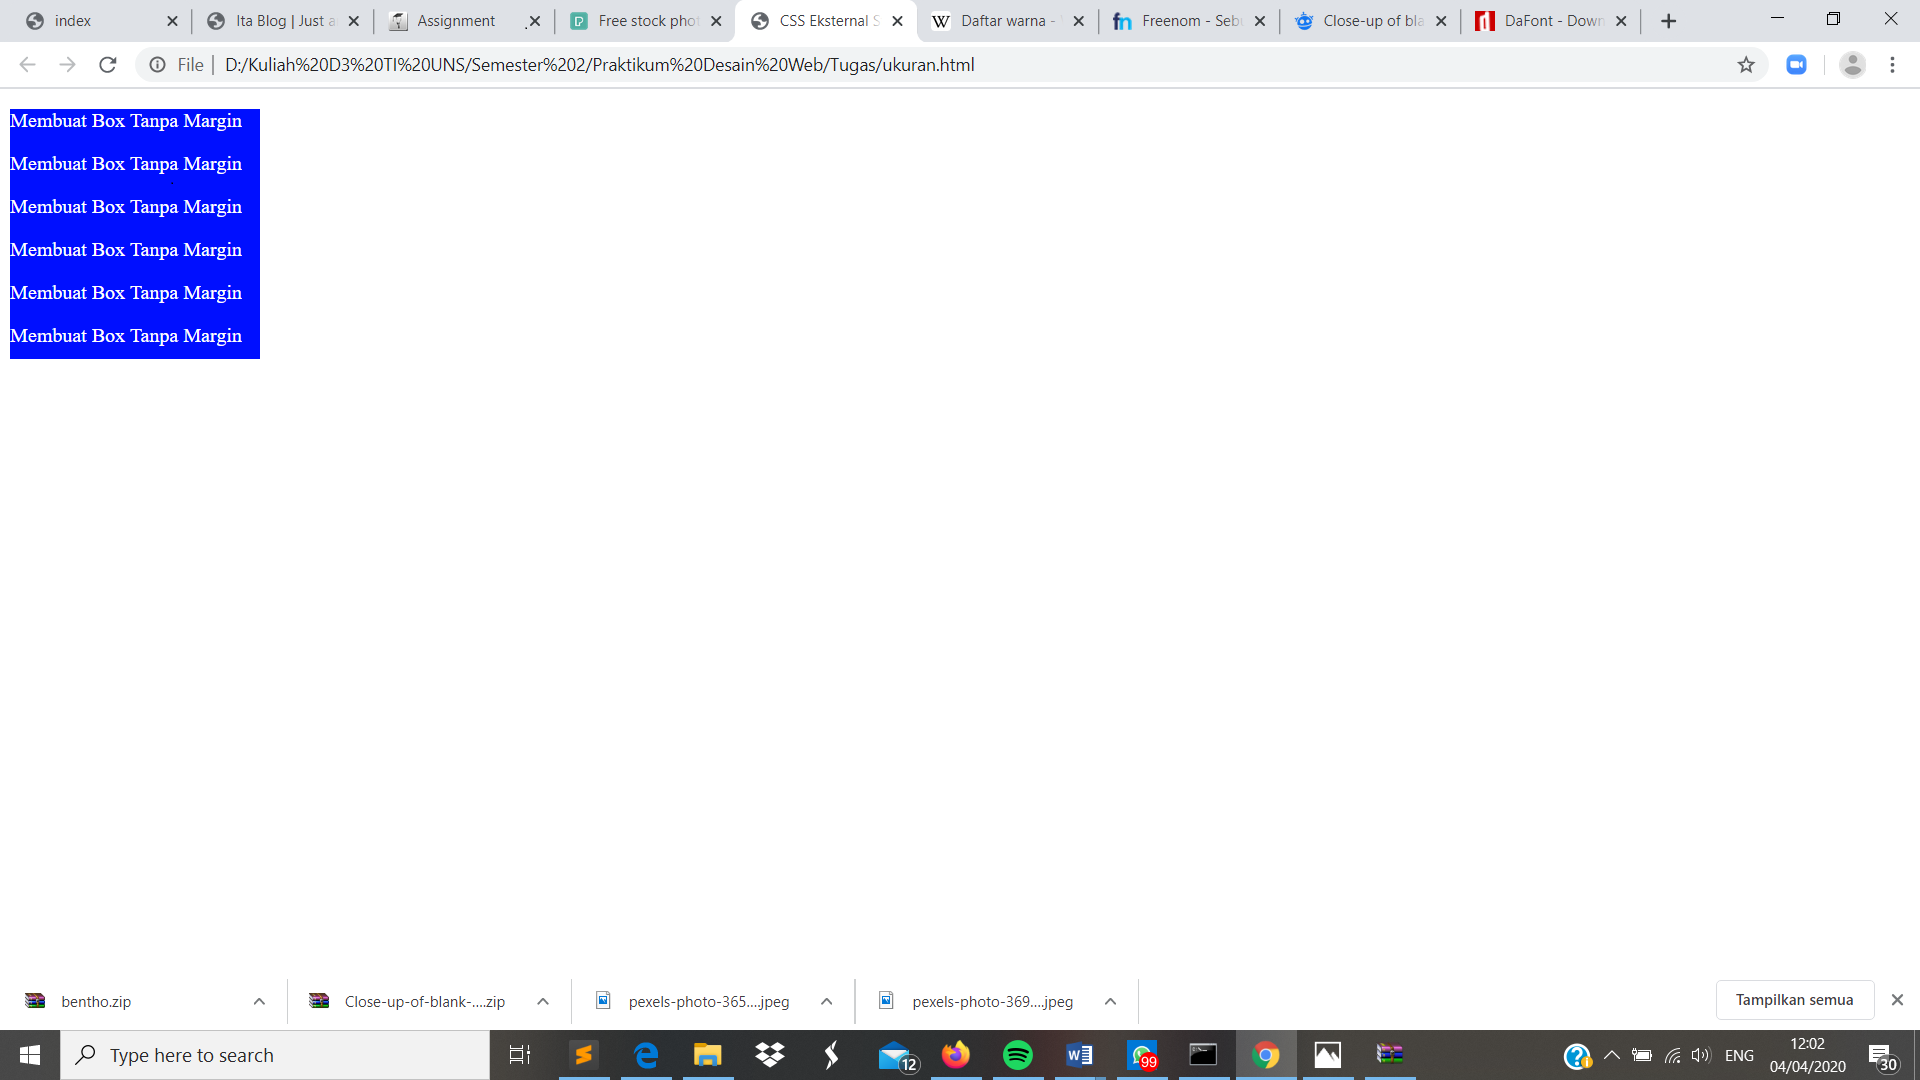 index
Ita Blog | Just a
Assignment
Free stock phot
CSS Eksternal S
W Daftar warna -
fn Freenom - Seb
Close-up of bla
DaFont - Down
File | D:/Kuliah%20D3%20TI%20UNS/Semester%202/Praktikum%20Desain%20Web/Tugas/ukuran.html
Membuat Box Tanpa Margin
Membuat Box Tanpa Margin
Membuat Box Tanpa Margin
Membuat Box Tanpa Margin
Membuat Box Tanpa Margin
Membuat Box Tanpa Margin
bentho.zip
Close-up-of-blank-....zip
pexels-photo-365....jpeg
pexels-photo-369....jpeg
Tampilkan semua
Type here to search
12
99
ENG
12:02
04/04/2020
30